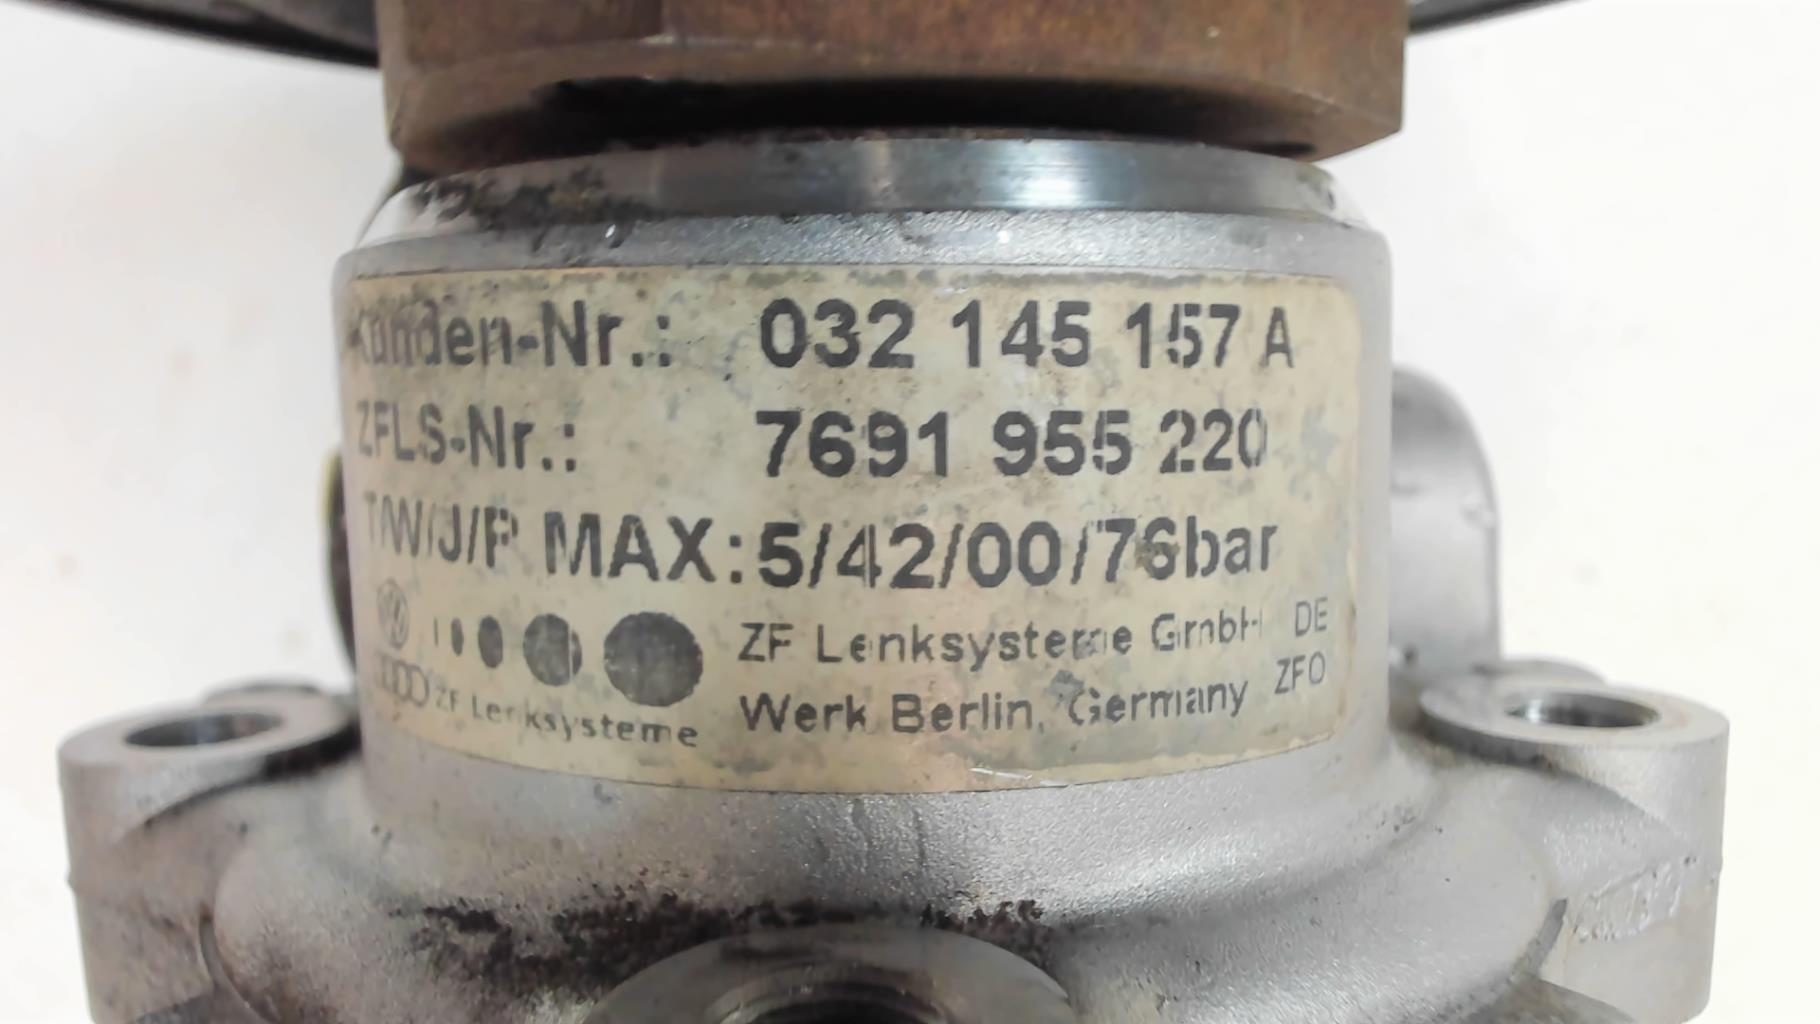 Kunden-Nr.: 032 145 157 A
ZFLS-Nr.: 7691 955 220
T/W/J/P MAX: 5/42/00/76bar
ZF Lenksysteme GmbH DE
Werk Berlin, Germany ZFO
ZF Lenksysteme